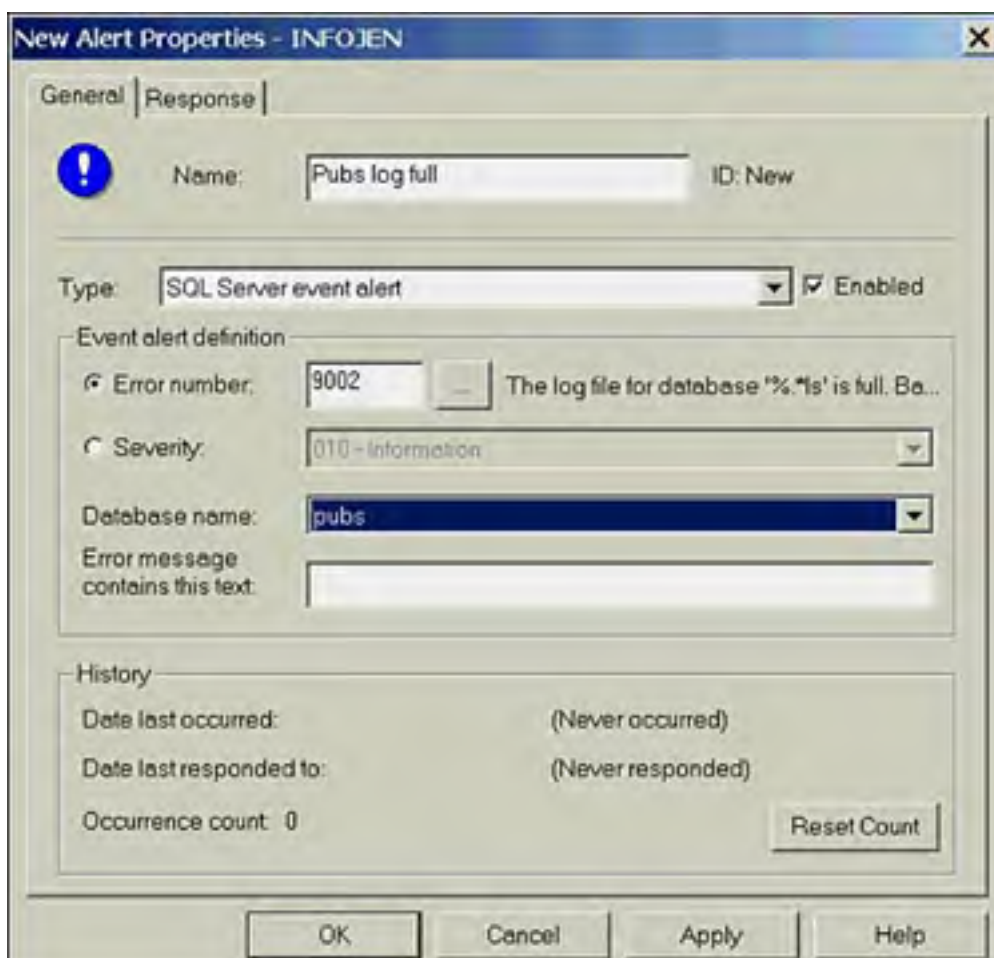 New Alert Properties - INFOJEN
General Response
Name: Pubs log full ID: New
Type: SQL Server event alert Enabled
Event alert definition
Error number: 9002 ... The log file for database '%.*ls' is full. Ba...
Severity: 010 - Information
Database name: pubs
Error message
contains this text:
History
Date last occurred: (Never occurred)
Date last responded to: (Never responded)
Occurrence count: 0 Reset Count
OK Cancel Apply Help